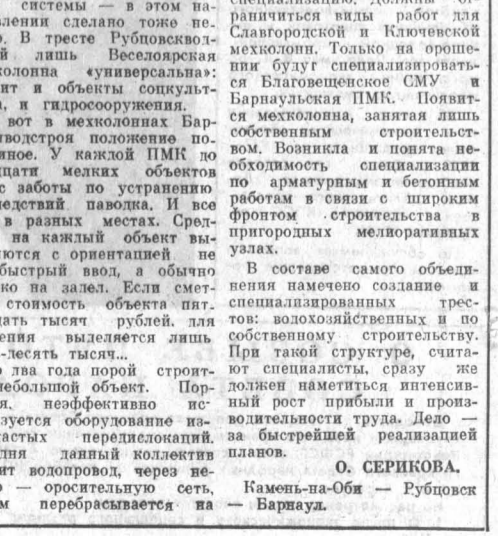 системы — в этом на-
влении сделано тоже не-
о. В тресте Рубцовсквод-
й лишь Веселоярская
колонна «универсальна»:
ит и объекты соцкульт-
а, и гидросооружения.
вот в мехколоннах Бар-
водстроя положение по-
иное. У каждой ПМК до
дцати мелких объектов
с заботы по устранению
ледствий паводка. И все
в разных местах. Сред-
на каждый объект вы-
яются с ориентацией не
быстрый ввод, а обычно
ко на задел. Если смет-
стоимость объекта пят-
дать тысяч рублей, для
ения выделяется лишь
-десять тысяч...
о два года порой строит-
небольшой объект. Пор-
я, неэффективно ис-
зуется оборудование из-
частых передислокаций.
дня данный коллектив
ит водопровод, через не-
о — оросительную сеть,
м перебрасывается на
специализацию. Должны ог-
раничиться виды работ для
Славгородской и Ключевской
мехколонн. Только на ороше-
нии будут специализировать-
ся Благовещенское СМУ и
Барнаульская ПМК. Появит-
ся мехколонна, занятая лишь
собственным строительст-
вом. Возникла и понята не-
обходимость специализации
по арматурным и бетонным
работам в связи с широким
фронтом строительства в
пригородных мелиоративных
узлах.
В составе самого объеди-
нения намечено создание и
специализированных трес-
тов: водохозяйственных и по
собственному строительству.
При такой структуре, счита-
ют специалисты, сразу же
должен наметиться интенсив-
ный рост прибыли и произ-
водительности труда. Дело —
за быстрейшей реализацией
планов.
О. СЕРИКОВА.
Камень-на-Оби — Рубцовск
— Барнаул.